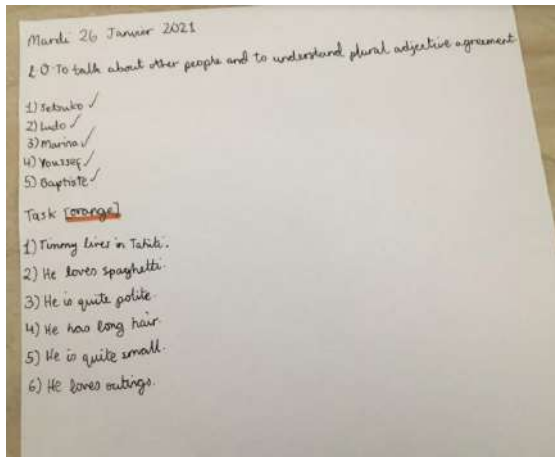 Mardi 26 Janvier 2021
L.O: To talk about other people and to understand plural adjective agreement.
1) Setsuko ✓
2) Ludo ✓
3) Marina ✓
4) Youssef ✓
5) Baptiste ✓
Task [orange]
1) Timmy lives in Tahiti.
2) He loves spaghetti.
3) He is quite polite.
4) He has long hair.
5) He is quite small.
6) He loves outings.